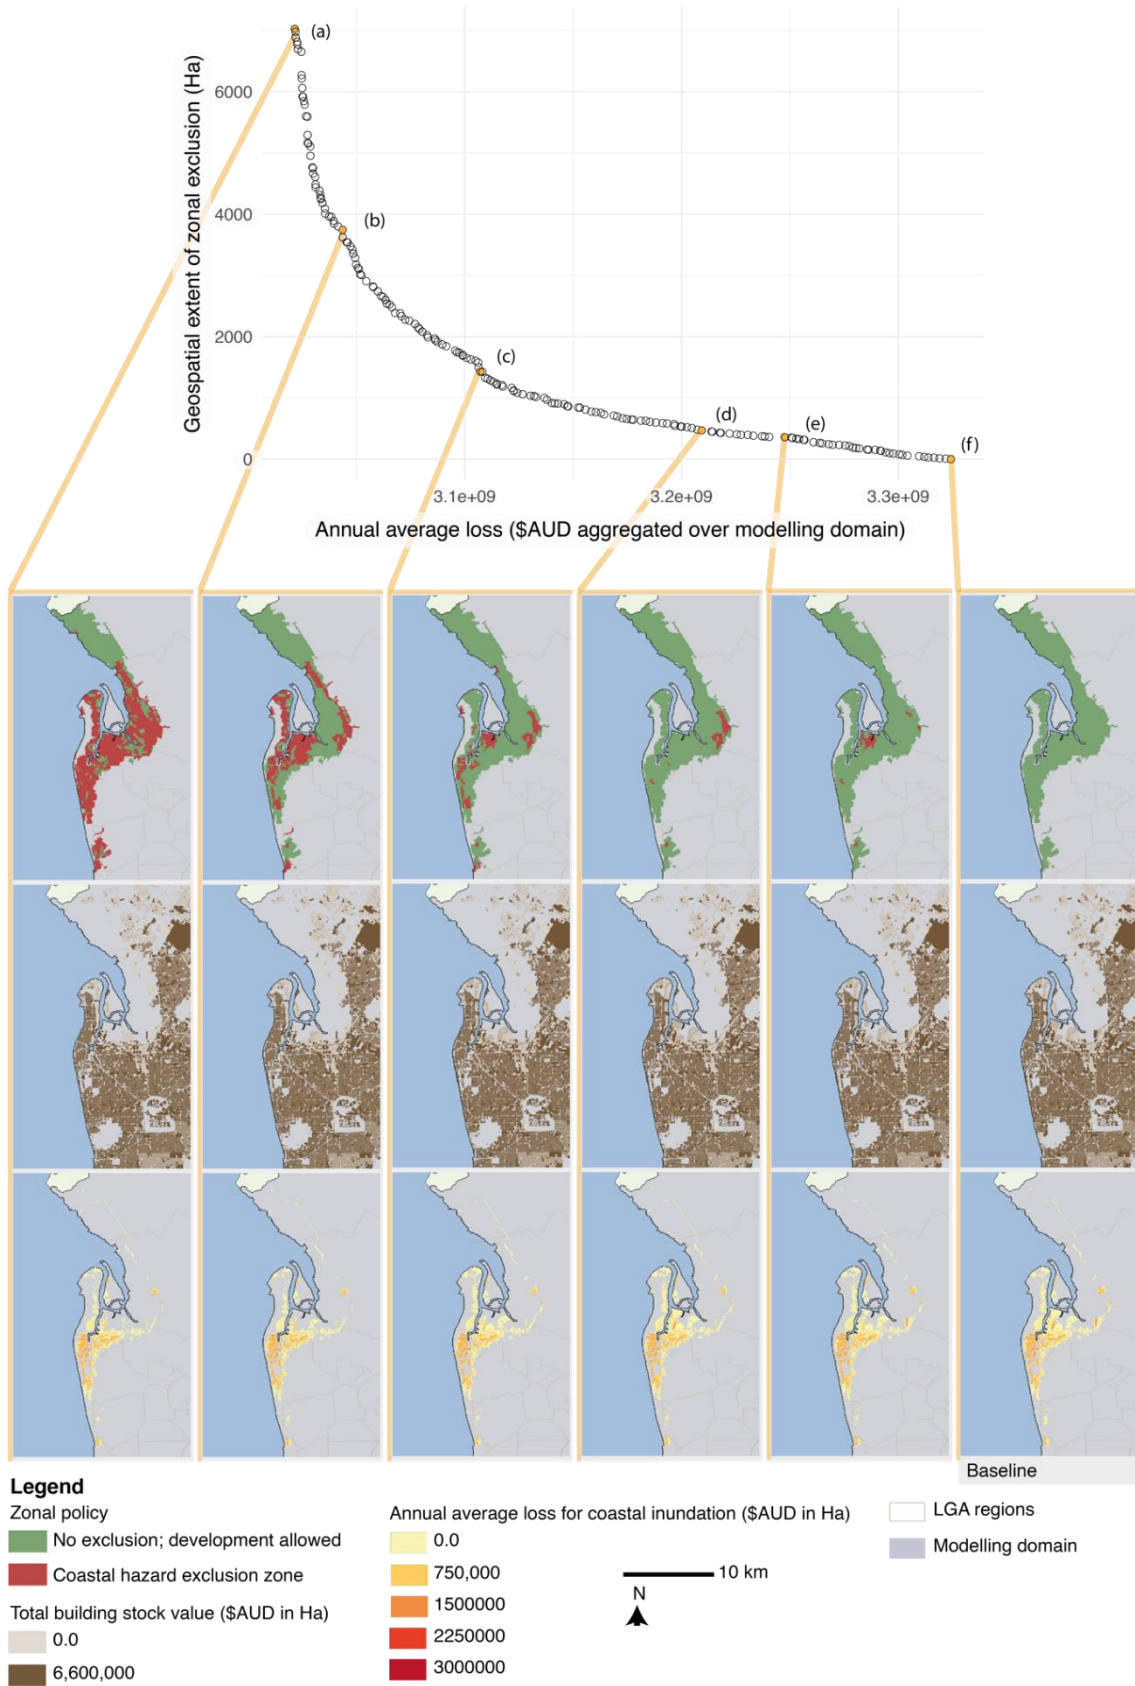 Geospatial extent of zonal exclusion (Ha)
6000
4000
2000
0
(a)
(b)
(c)
(d)
(e)
(f)
3.1e+09
3.2e+09
3.3e+09
Annual average loss ($AUD aggregated over modelling domain)
Baseline
Legend
Zonal policy
No exclusion; development allowed
Coastal hazard exclusion zone
Total building stock value ($AUD in Ha)
0.0
6,600,000
Annual average loss for coastal inundation ($AUD in Ha)
0.0
750,000
1500000
2250000
3000000
10 km
N
LGA regions
Modelling domain